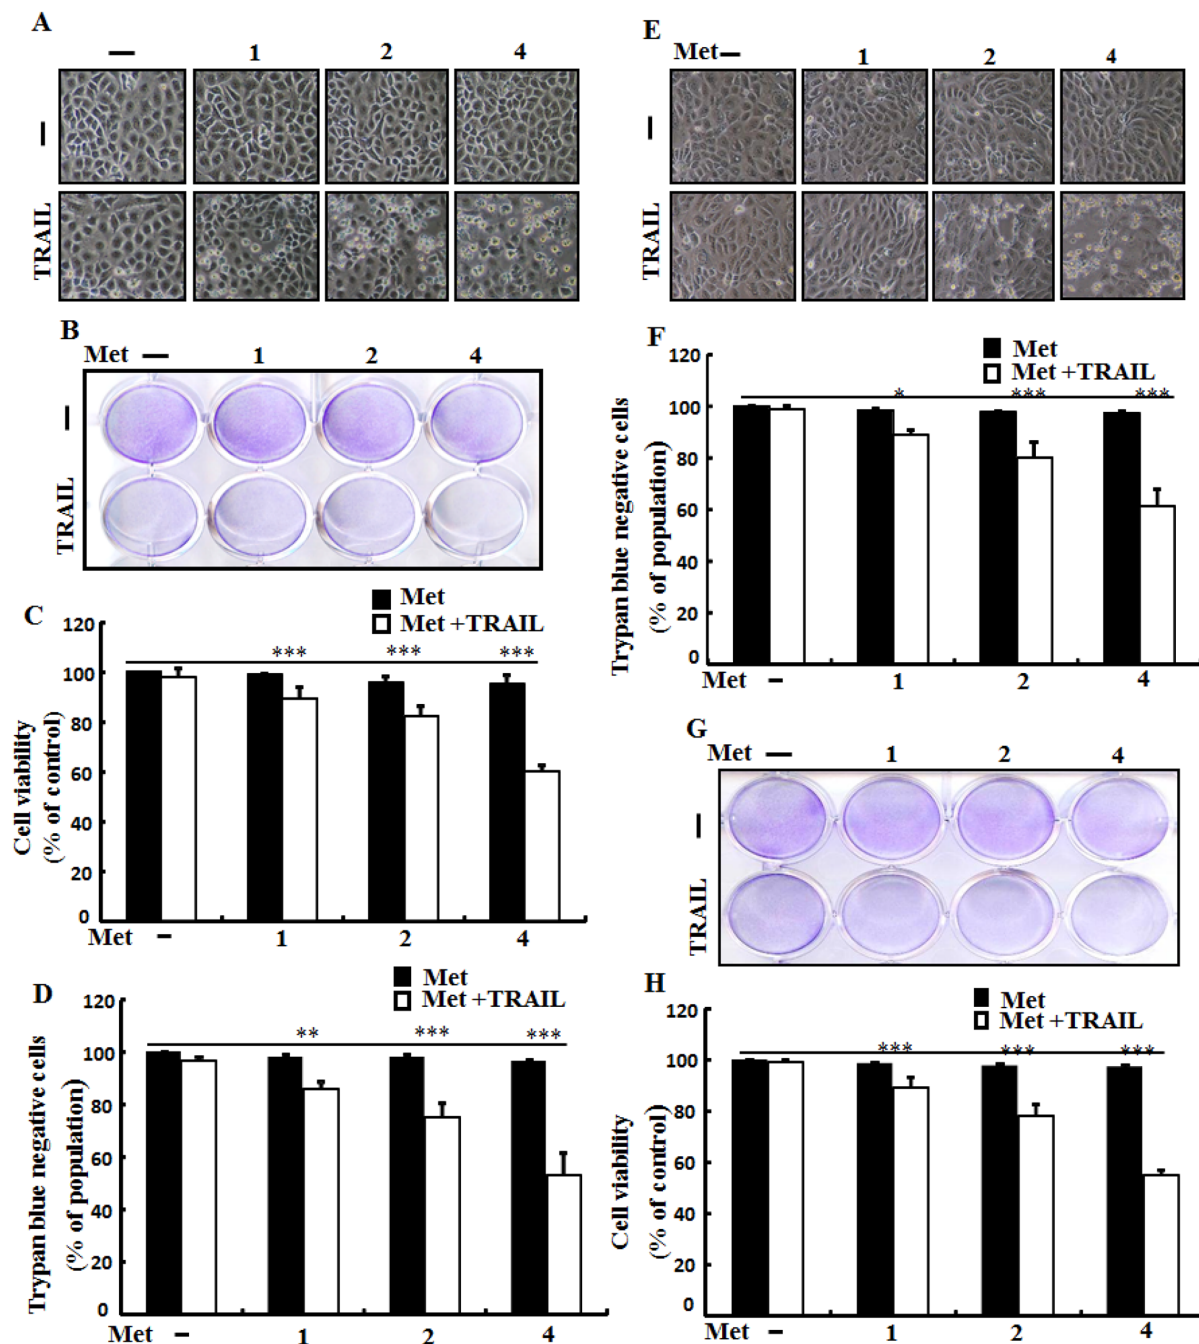 A
— 1 2 4
—
TRAIL
B
Met — 1 2 4
—
TRAIL
C
Met
Met +TRAIL
120
100
80
60
40
20
0
Cell viability
(% of control)
*** *** ***
Met – 1 2 4
D
Met
Met +TRAIL
120
100
80
60
40
20
0
Trypan blue negative cells
(% of population)
** *** ***
Met – 1 2 4
E
Met— 1 2 4
—
TRAIL
F
Met
Met +TRAIL
120
100
80
60
40
20
0
Trypan blue negative cells
(% of population)
* *** ***
Met – 1 2 4
G
Met — 1 2 4
—
TRAIL
H
Met
Met +TRAIL
120
100
80
60
40
20
0
Cell viability
(% of control)
*** *** ***
Met – 1 2 4